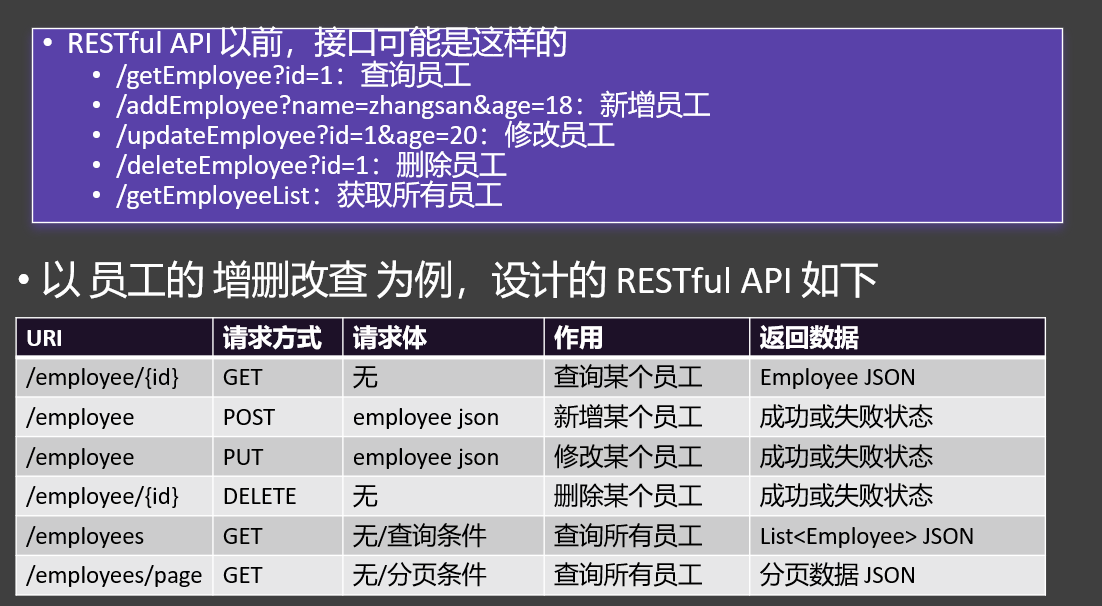 • RESTful API 以前，接口可能是这样的
• /getEmployee?id=1：查询员工
• /addEmployee?name=zhangsan&age=18：新增员工
• /updateEmployee?id=1&age=20：修改员工
• /deleteEmployee?id=1：删除员工
• /getEmployeeList：获取所有员工
• 以 员工的 增删改查 为例，设计的 RESTful API 如下
URI 请求方式 请求体 作用 返回数据
/employee/{id} GET 无 查询某个员工 Employee JSON
/employee POST employee json 新增某个员工 成功或失败状态
/employee PUT employee json 修改某个员工 成功或失败状态
/employee/{id} DELETE 无 删除某个员工 成功或失败状态
/employees GET 无/查询条件 查询所有员工 List<Employee> JSON
/employees/page GET 无/分页条件 查询所有员工 分页数据 JSON